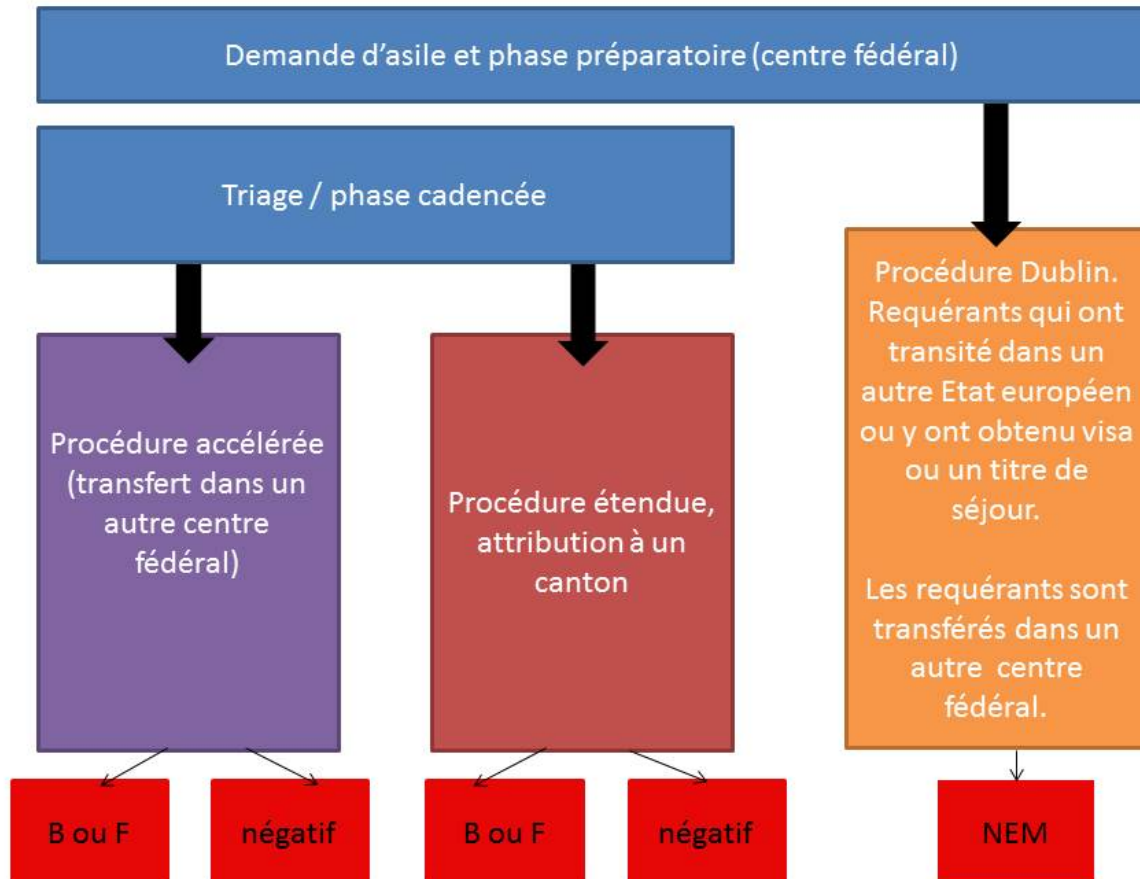 Demande d'asile et phase préparatoire (centre fédéral)
Triage / phase cadencée
Procédure accélérée
(transfert dans un
autre centre
fédéral)
Procédure étendue,
attribution à un
canton
Procédure Dublin.
Requérants qui ont
transité dans un
autre Etat européen
ou y ont obtenu visa
ou un titre de
séjour.
Les requérants sont
transférés dans un
autre centre
fédéral.
B ou F
négatif
B ou F
négatif
NEM